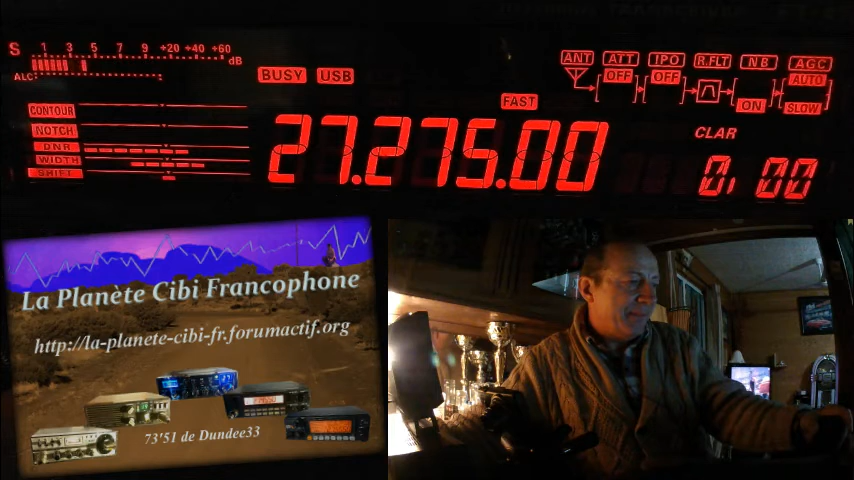 S 1 3 5 7 9 +20 +40 +60 dB
ALC
BUSY USB
ANT ATT IPO R.FLT NB AGC
OFF OFF AUTO
FAST
ON SLOW
CONTOUR
NOTCH
DNR
WIDTH
SHIFT
27.275.00
CLAR
0.00
La Planète Cibi Francophone
http://la-planete-cibi-fr.forumactif.org
73'51 de Dundee33